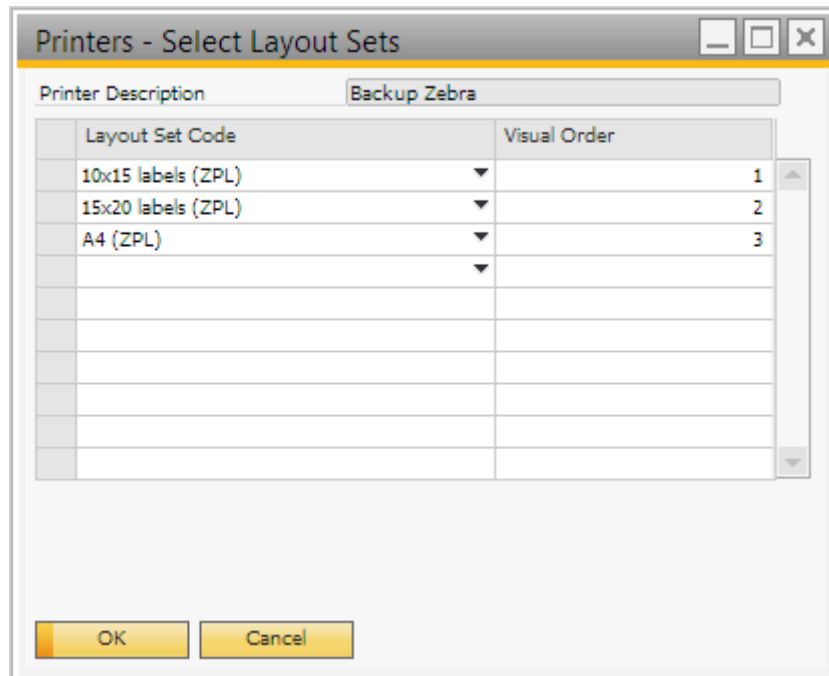 Printers - Select Layout Sets
Printer Description Backup Zebra
Layout Set Code Visual Order
10x15 labels (ZPL) 1
15x20 labels (ZPL) 2
A4 (ZPL) 3
OK Cancel